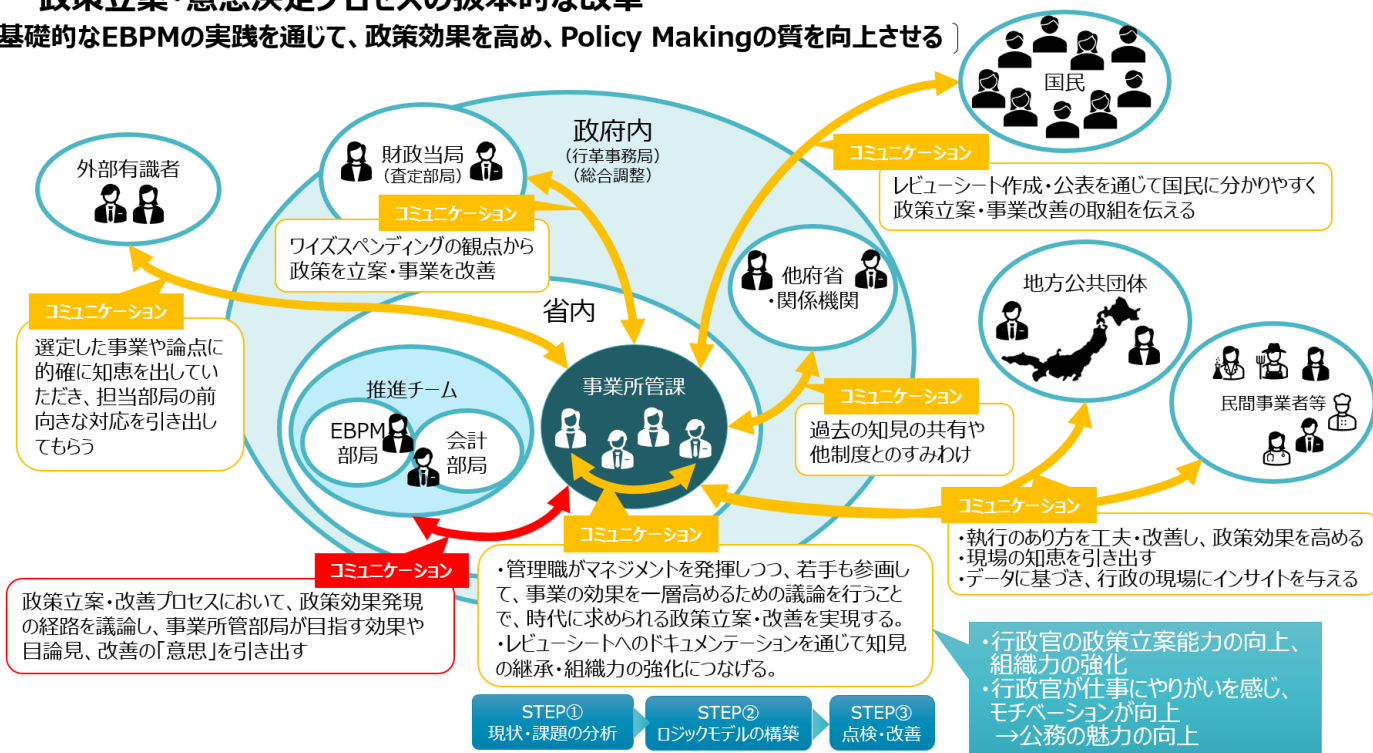 政策立案・意思決定プロセスの抜本的な改革
基礎的なEBPMの実践を通じて、政策効果を高め、Policy Makingの質を向上させる〕
国民
政府内
(行革事務局)
(総合調整)
財政当局
(査定部局)
外部有識者
コミュニケーション
レビューシート作成・公表を通じて国民に分かりやすく
政策立案・事業改善の取組を伝える
コミュニケーション
ワイズスペンディングの観点から
政策を立案・事業を改善
他府省
・関係機関
地方公共団体
コミュニケーション
選定した事業や論点に
的確に知恵を出してい
ただき、担当部局の前
向きな対応を引き出し
てもらう
省内
推進チーム
EBPM
部局
会計
部局
事業所管課
コミュニケーション
過去の知見の共有や
他制度とのすみわけ
民間事業者等
コミュニケーション
・執行のあり方を工夫・改善し、政策効果を高める
・現場の知恵を引き出す
・データに基づき、行政の現場にインサイトを与える
コミュニケーション
政策立案・改善プロセスにおいて、政策効果発現
の経路を議論し、事業所管部局が目指す効果や
目論見、改善の「意思」を引き出す
コミュニケーション
・管理職がマネジメントを発揮しつつ、若手も参画し
て、事業の効果を一層高めるための議論を行うこと
で、時代に求められる政策立案・改善を実現する。
・レビューシートへのドキュメンテーションを通じて知見
の継承・組織力の強化につなげる。
・行政官の政策立案能力の向上、
組織力の強化
・行政官が仕事にやりがいを感じ、
モチベーションが向上
→公務の魅力の向上
STEP①
現状・課題の分析
STEP②
ロジックモデルの構築
STEP③
点検・改善